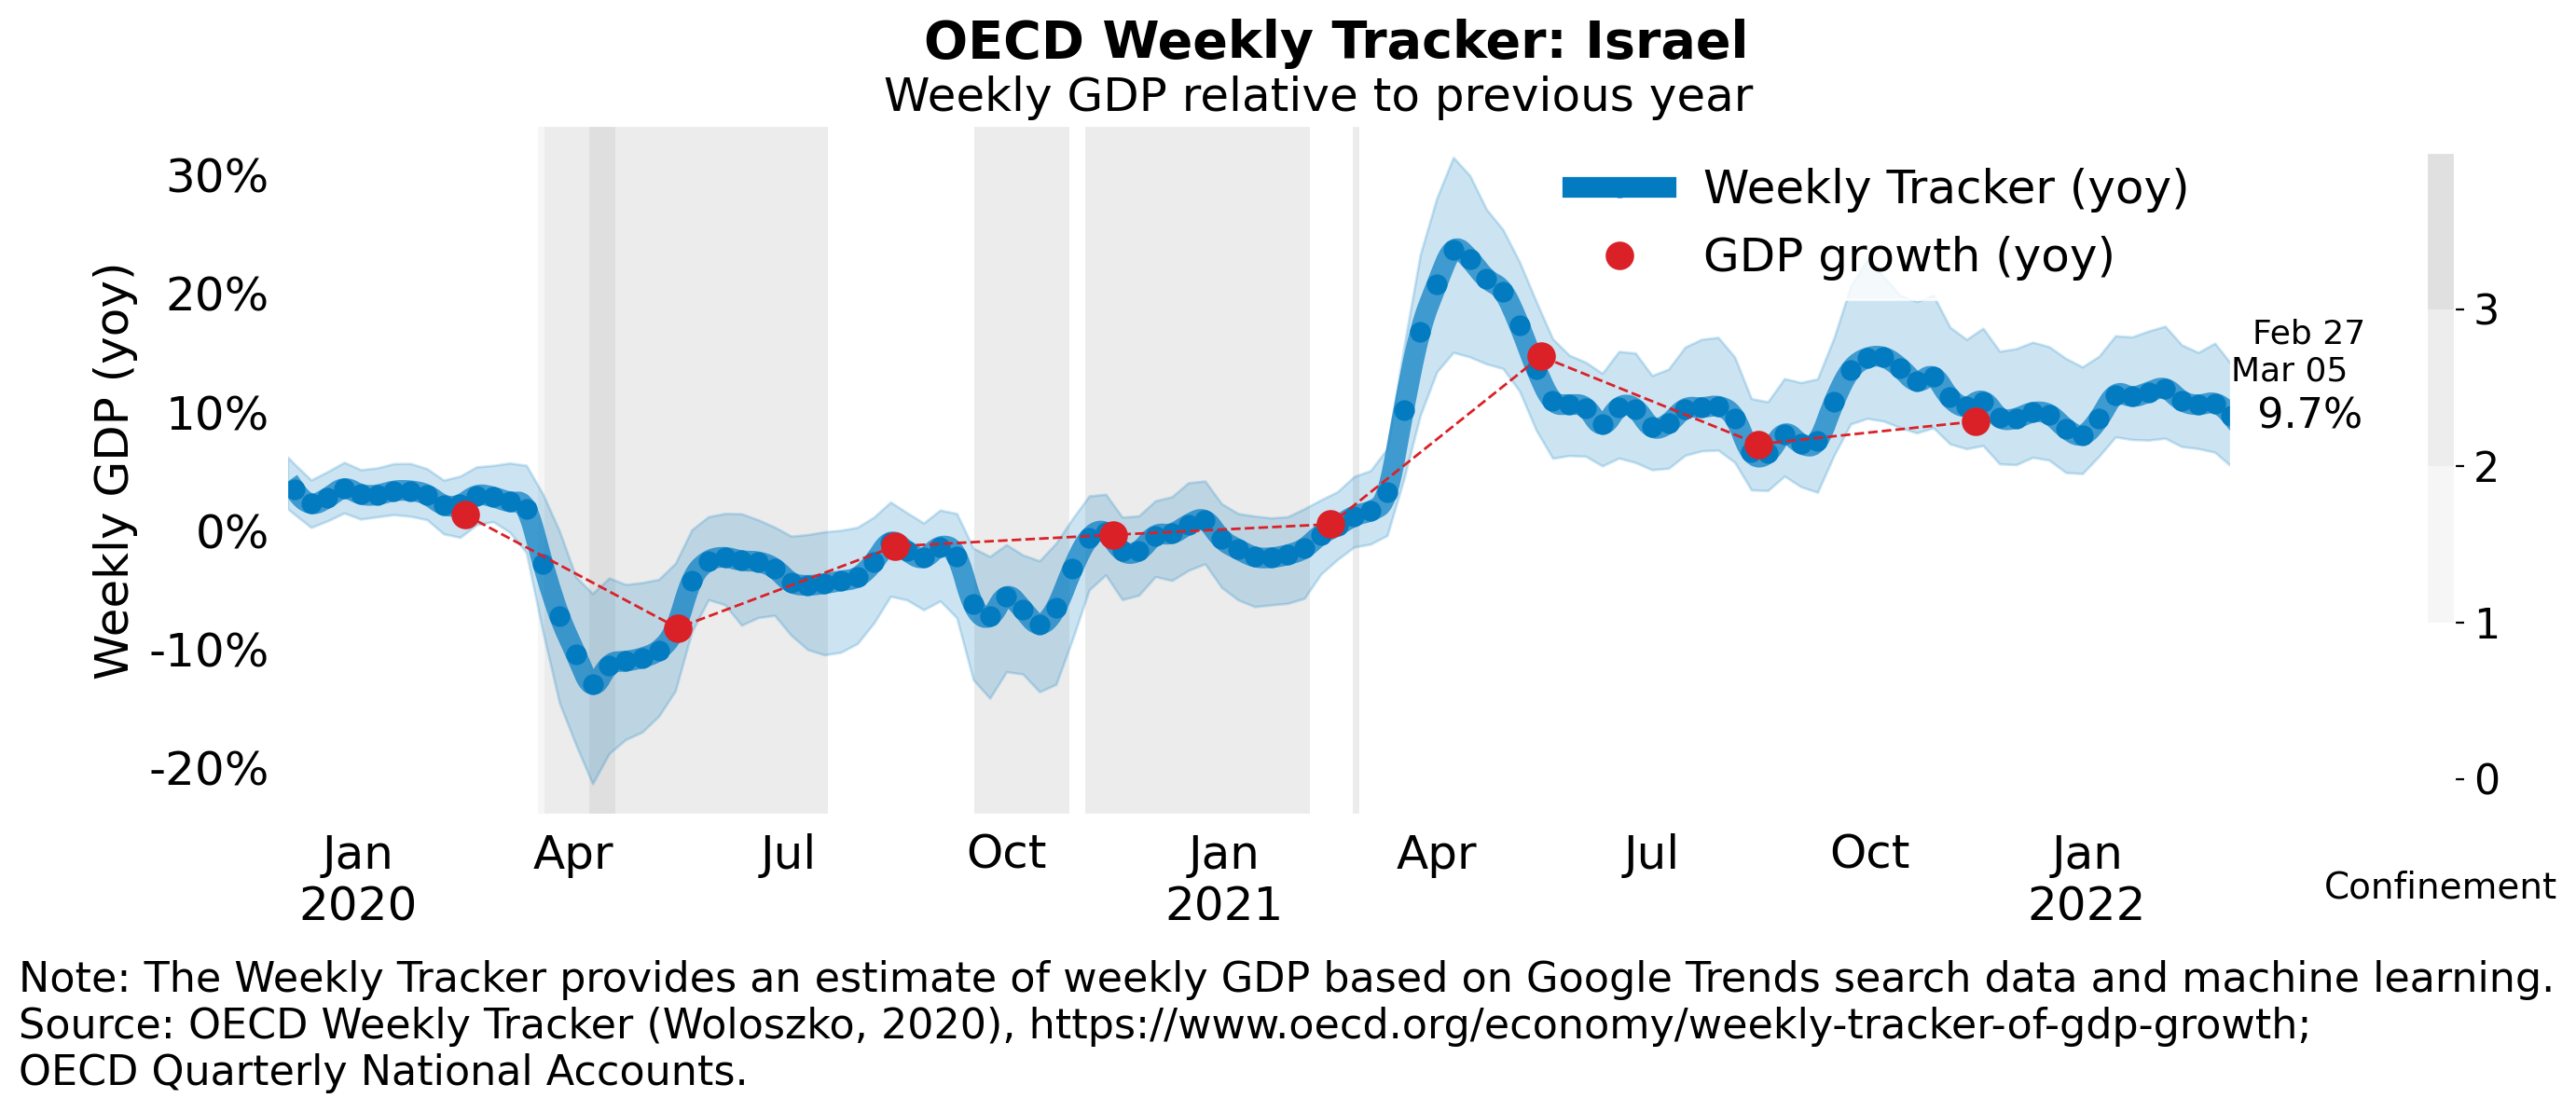 OECD Weekly Tracker: Israel
Weekly GDP relative to previous year
Weekly GDP (yoy)
30%
20%
10%
0%
-10%
-20%
Weekly Tracker (yoy)
GDP growth (yoy)
Feb 27
Mar 05
9.7%
3
2
1
0
Jan
2020
Apr
Jul
Oct
Jan
2021
Apr
Jul
Oct
Jan
2022
Confinement
Note: The Weekly Tracker provides an estimate of weekly GDP based on Google Trends search data and machine learning.
Source: OECD Weekly Tracker (Woloszko, 2020), https://www.oecd.org/economy/weekly-tracker-of-gdp-growth;
OECD Quarterly National Accounts.